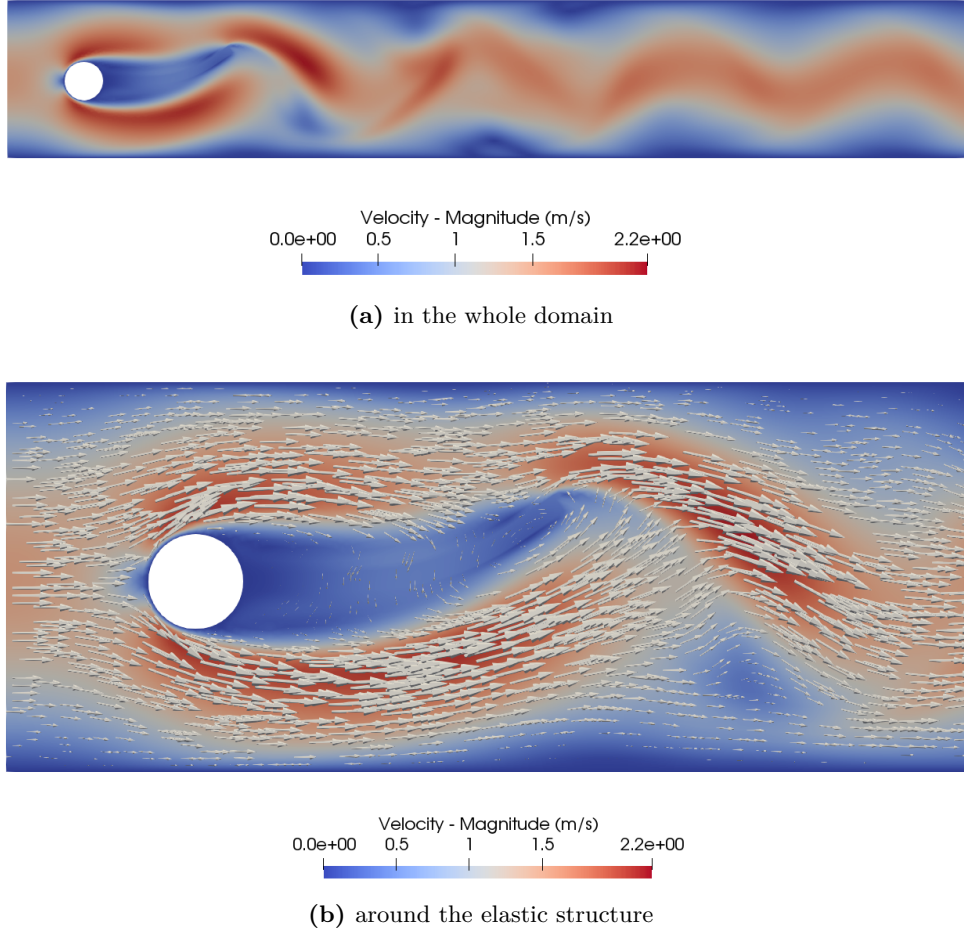 Velocity - Magnitude (m/s)
0.0e+00 0.5 1 1.5 2.2e+00
(a) in the whole domain
Velocity - Magnitude (m/s)
0.0e+00 0.5 1 1.5 2.2e+00
(b) around the elastic structure